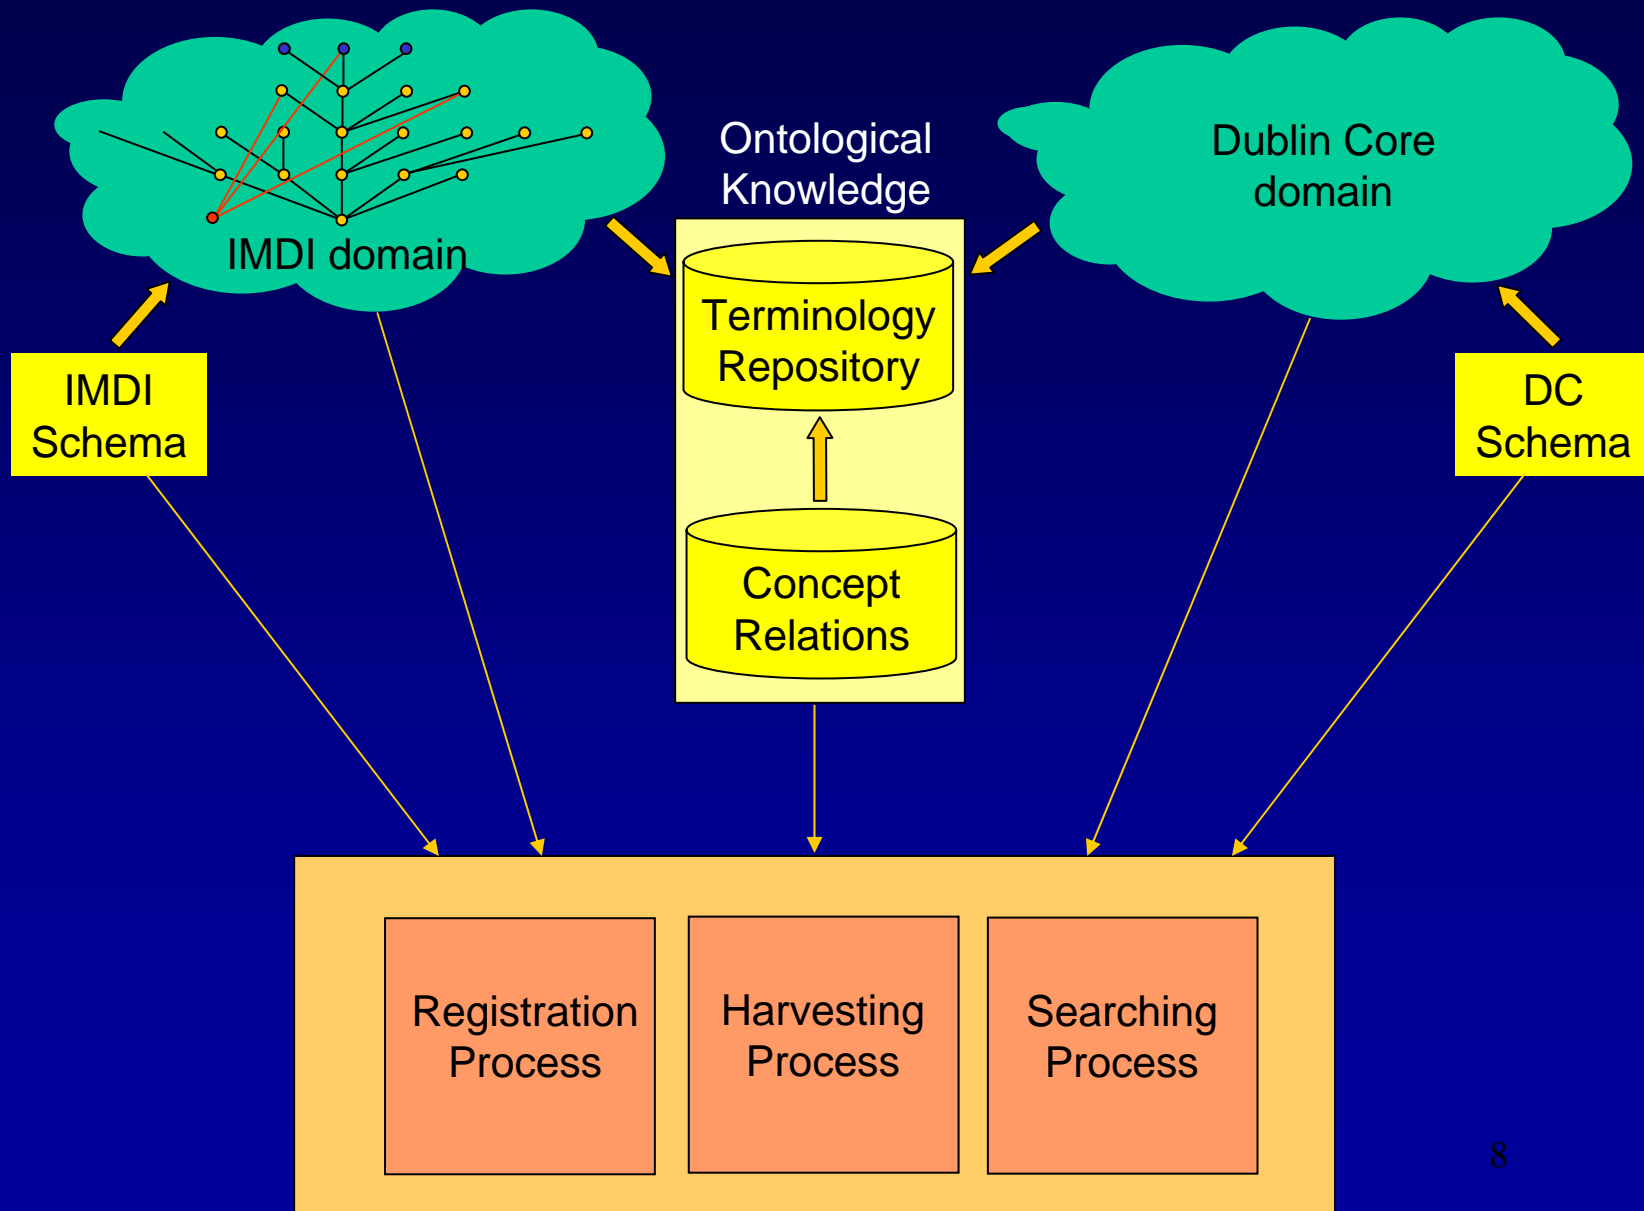 Ontological
Knowledge
Dublin Core
domain
IMDI domain
Terminology
Repository
IMDI
Schema
DC
Schema
Concept
Relations
Registration
Process
Harvesting
Process
Searching
Process
8